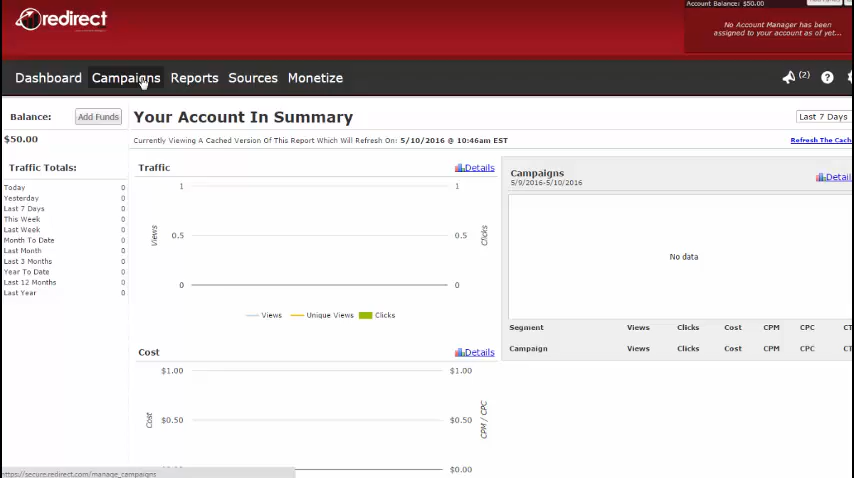 Account Balance: $50.00
redirect
No Account Manager has been
assigned to your account as of yet...
Dashboard Campaigns Reports Sources Monetize (2) ?
Balance: Add Funds
$50.00
Traffic Totals:
Today 0
Yesterday 0
Last 7 Days 0
This Week 0
Last Week 0
Month To Date 0
Last Month 0
Last 3 Months 0
Year To Date 0
Last 12 Months 0
Last Year 0
Your Account In Summary
Last 7 Days
Currently Viewing A Cached Version Of This Report Which Will Refresh On: 5/10/2016 @ 10:46am EST
Refresh The Cach
Traffic
Details
1 1
Views
0.5 0.5
Clicks
0 0
Views Unique Views Clicks
Cost
Details
$1.00 $1.00
Cost
$0.50 $0.50
CPM / CPC
$0.00
Campaigns
5/9/2016-5/10/2016
Detail
No data
Segment Views Clicks Cost CPM CPC CT
Campaign Views Clicks Cost CPM CPC CT
https://secure.redirect.com/manage_campaigns